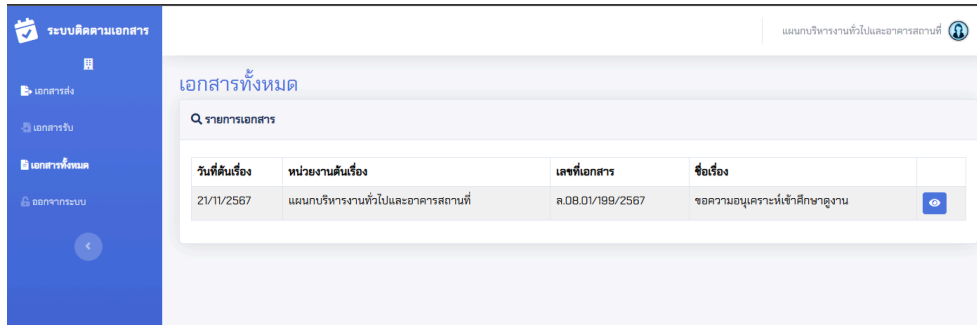 ระบบติดตามเอกสาร
แผนกบริหารงานทั่วไปและอาคารสถานที่
เอกสารส่ง
เอกสารรับ
เอกสารทั้งหมด
ออกจากระบบ
เอกสารทั้งหมด
รายการเอกสาร
วันที่ต้นเรื่อง หน่วยงานต้นเรื่อง เลขที่เอกสาร ชื่อเรื่อง
21/11/2567 แผนกบริหารงานทั่วไปและอาคารสถานที่ ล.08.01/199/2567 ขอความอนุเคราะห์เข้าศึกษาดูงาน